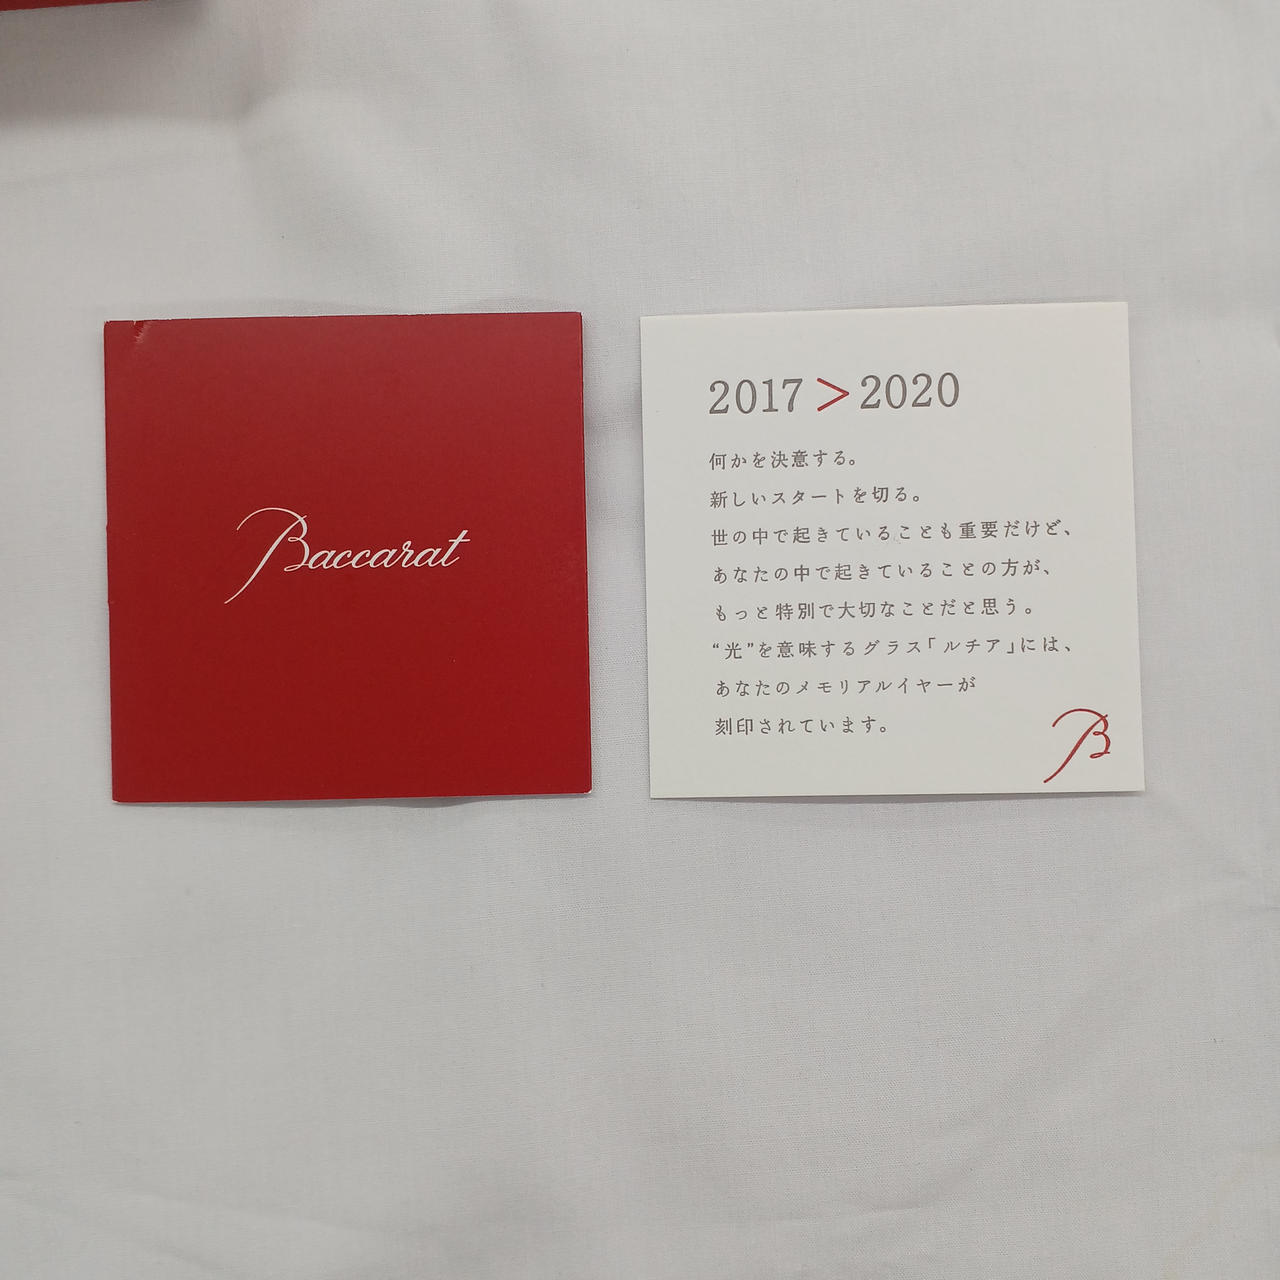 Baccarat
2017 > 2020
何かを決意する。
新しいスタートを切る。
世の中で起きていることも重要だけど、
あなたの中で起きていることの方が、
もっと特別で大切なことだと思う。
“光”を意味するグラス「ルチア」には、
あなたのメモリアルイヤーが
刻印されています。
B